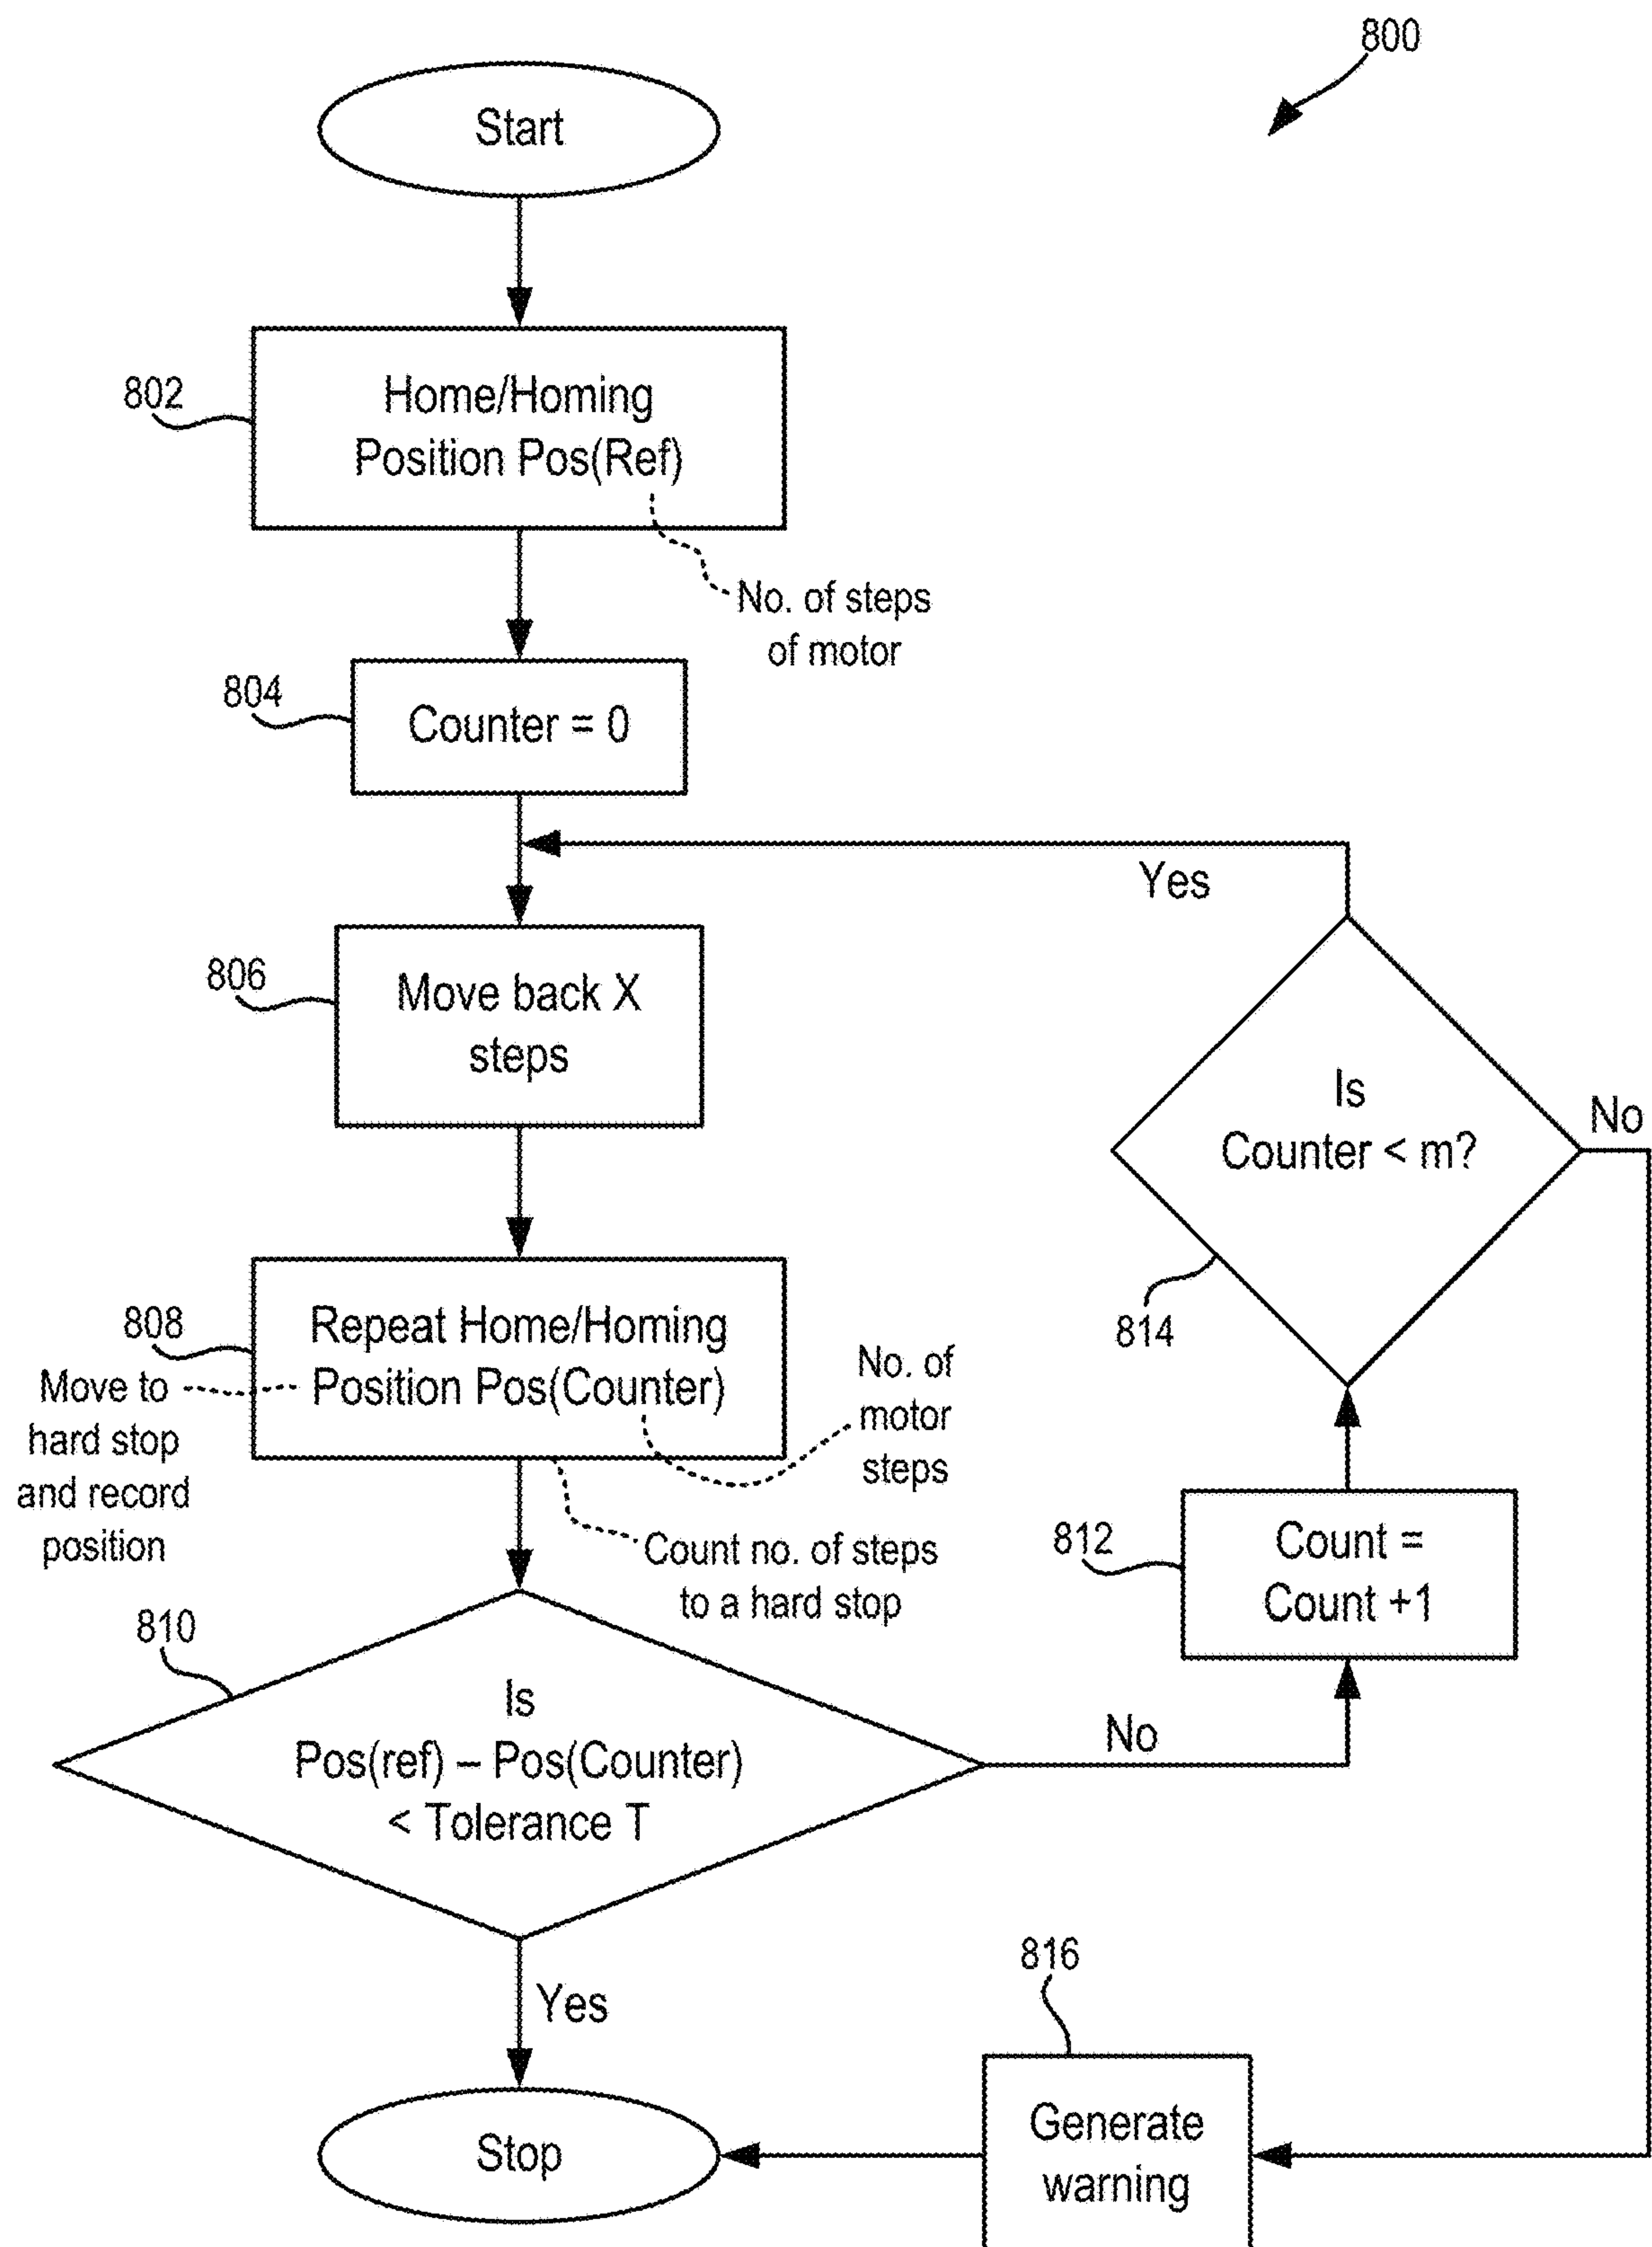 800
Start
802
Home/Homing
Position Pos(Ref)
No. of steps
of motor
804
Counter = 0
Yes
806
Move back X
steps
Is
Counter < m?
No
814
808
Repeat Home/Homing
Position Pos(Counter)
Move to
hard stop
and record
position
No. of
motor
steps
Count no. of steps
to a hard stop
812
Count =
Count +1
810
Is
Pos(ref) – Pos(Counter)
< Tolerance T
No
Yes
816
Generate
warning
Stop